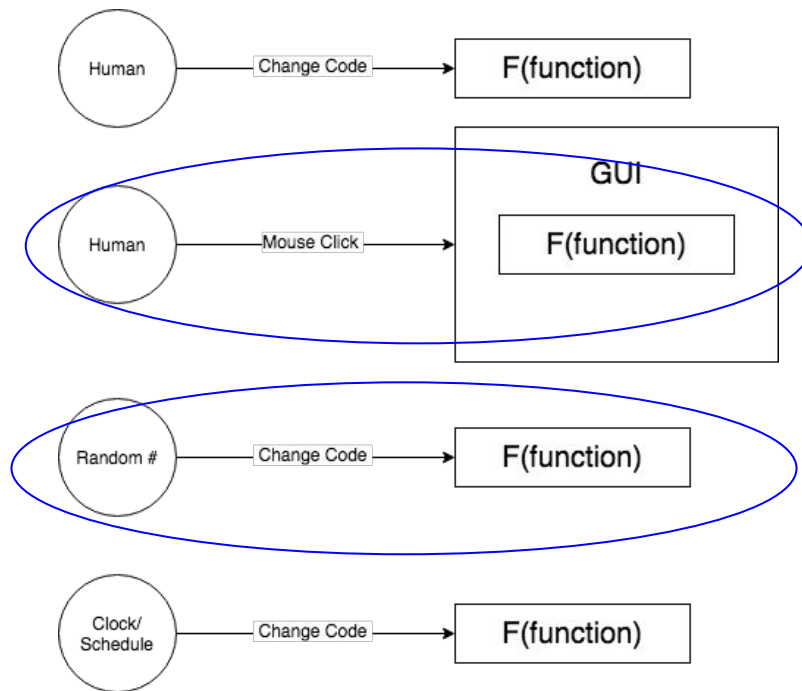 Human
Change Code
F(function)
GUI
Human
Mouse Click
F(function)
Random #
Change Code
F(function)
Clock/
Schedule
Change Code
F(function)